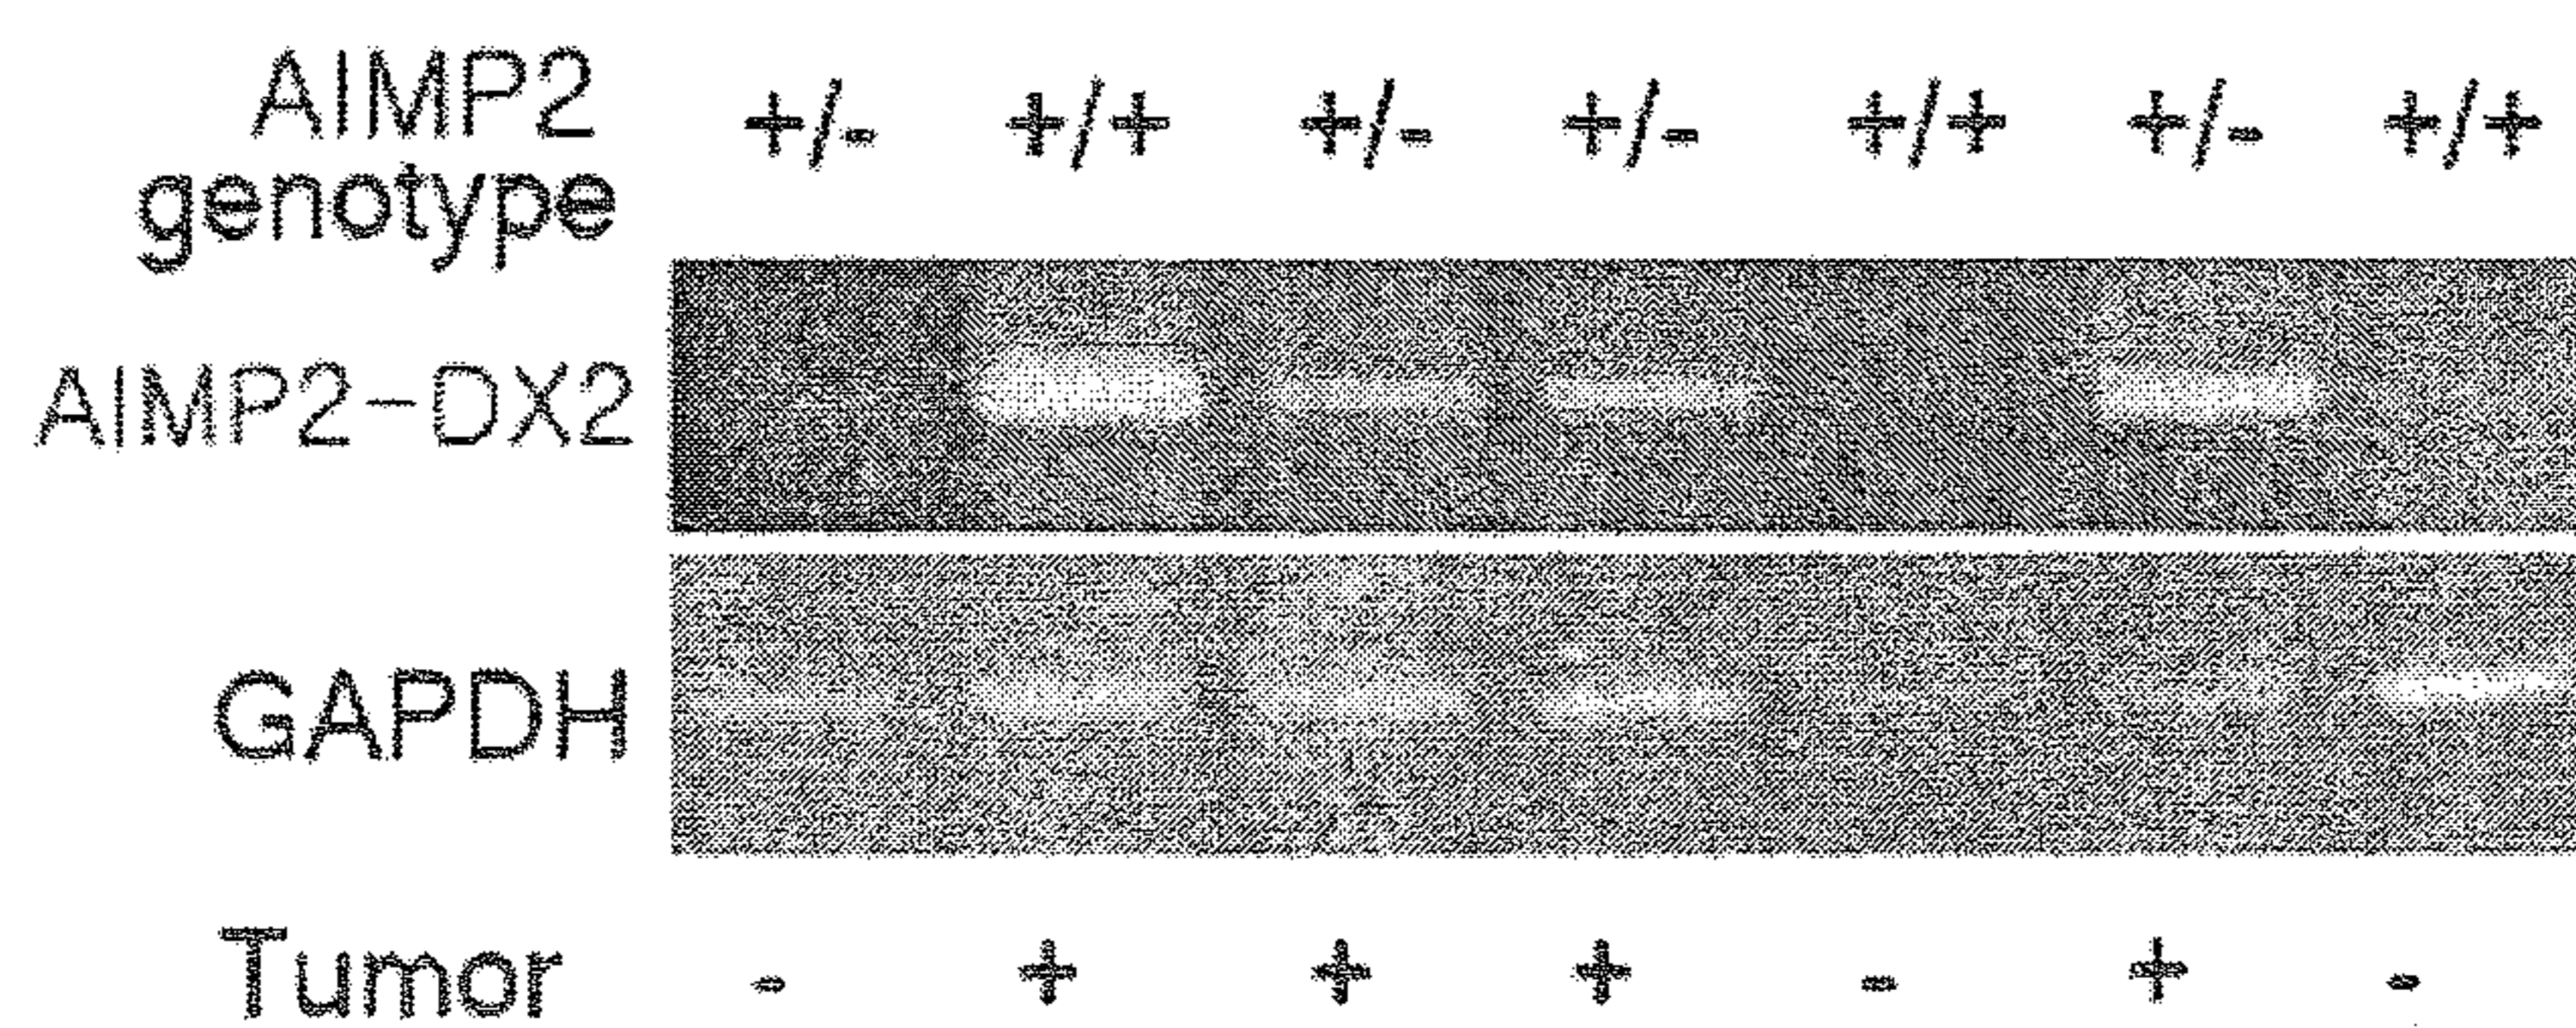 AIMP2 genotype +/- +/+ +/- +/- +/+ +/- +/+
AIMP2-DX2
GAPDH
Tumor - + + + - + -